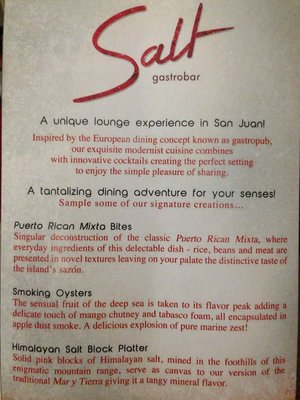 Salt
gastrobar
A unique lounge experience in San Juan!
Inspired by the European dining concept known as gastropub,
our exquisite modernist cuisine combines
with innovative cocktails creating the perfect setting
to enjoy the simple pleasure of sharing.
A tantalizing dining adventure for your senses!
Sample some of our signature creations...
Puerto Rican Mixta Bites
Singular deconstruction of the classic Puerto Rican Mixta, where
everyday ingredients of this delectable dish - rice, beans and meat are
presented in novel textures leaving on your palate the distinctive taste of
the island's sazón.
Smoking Oysters
The sensual fruit of the deep sea is taken to its flavor peak adding a
delicate touch of mango chutney and tabasco foam, all encapsulated in
apple dust smoke. A delicious explosion of pure marine zest!
Himalayan Salt Block Platter
Solid pink blocks of Himalayan salt, mined in the foothills of this
enigmatic mountain range, serve as canvas to our version of the
traditional Mar y Tierra giving it a tangy mineral flavor.